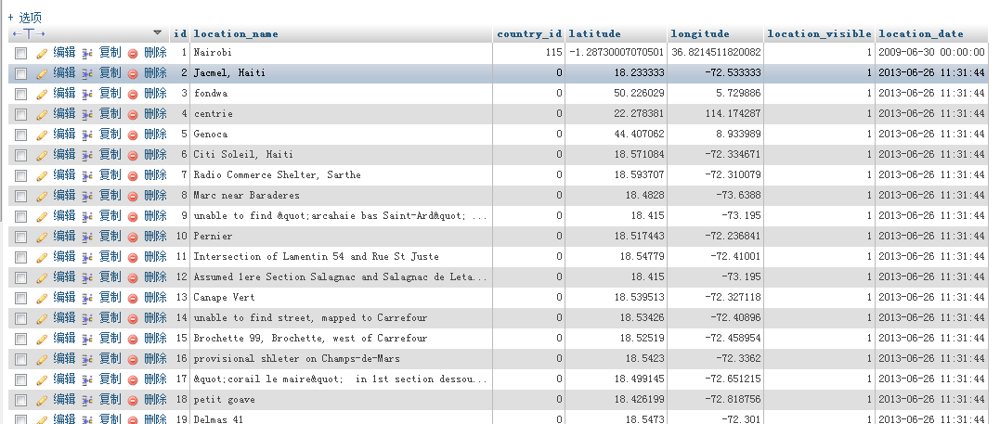 + 选项
←T→ id location_name country_id latitude longitude location_visible location_date
编辑 复制 删除 1 Nairobi 115 -1.28730007070501 36.8214511820082 1 2009-06-30 00:00:00
编辑 复制 删除 2 Jacmel, Haiti 0 18.233333 -72.533333 1 2013-06-26 11:31:44
编辑 复制 删除 3 fondwa 0 50.226029 5.729886 1 2013-06-26 11:31:44
编辑 复制 删除 4 centrie 0 22.278381 114.174287 1 2013-06-26 11:31:44
编辑 复制 删除 5 Genoca 0 44.407062 8.933989 1 2013-06-26 11:31:44
编辑 复制 删除 6 Citi Soleil, Haiti 0 18.571084 -72.334671 1 2013-06-26 11:31:44
编辑 复制 删除 7 Radio Commerce Shelter, Sarthe 0 18.593707 -72.310079 1 2013-06-26 11:31:44
编辑 复制 删除 8 Marc near Baraderes 0 18.4828 -73.6388 1 2013-06-26 11:31:44
编辑 复制 删除 9 unable to find &quot;arcahaie bas Saint-Ard&quot; ... 0 18.415 -73.195 1 2013-06-26 11:31:44
编辑 复制 删除 10 Pernier 0 18.517443 -72.236841 1 2013-06-26 11:31:44
编辑 复制 删除 11 Intersection of Lamentin 54 and Rue St Juste 0 18.54779 -72.41001 1 2013-06-26 11:31:44
编辑 复制 删除 12 Assumed 1ere Section Salagnac and Salagnac de Leta... 0 18.415 -73.195 1 2013-06-26 11:31:44
编辑 复制 删除 13 Canape Vert 0 18.539513 -72.327118 1 2013-06-26 11:31:44
编辑 复制 删除 14 unable to find street, mapped to Carrefour 0 18.53426 -72.40896 1 2013-06-26 11:31:44
编辑 复制 删除 15 Brochette 99, Brochette, west of Carrefour 0 18.52519 -72.458954 1 2013-06-26 11:31:44
编辑 复制 删除 16 provisional shleter on Champs-de-Mars 0 18.5423 -72.3362 1 2013-06-26 11:31:44
编辑 复制 删除 17 &quot;corail le maire&quot;  in 1st section dessou... 0 18.499145 -72.651215 1 2013-06-26 11:31:44
编辑 复制 删除 18 petit goave 0 18.426199 -72.818756 1 2013-06-26 11:31:44
编辑 复制 删除 19 Delmas 41 0 18.5473 -72.301 1 2013-06-26 11:31:44